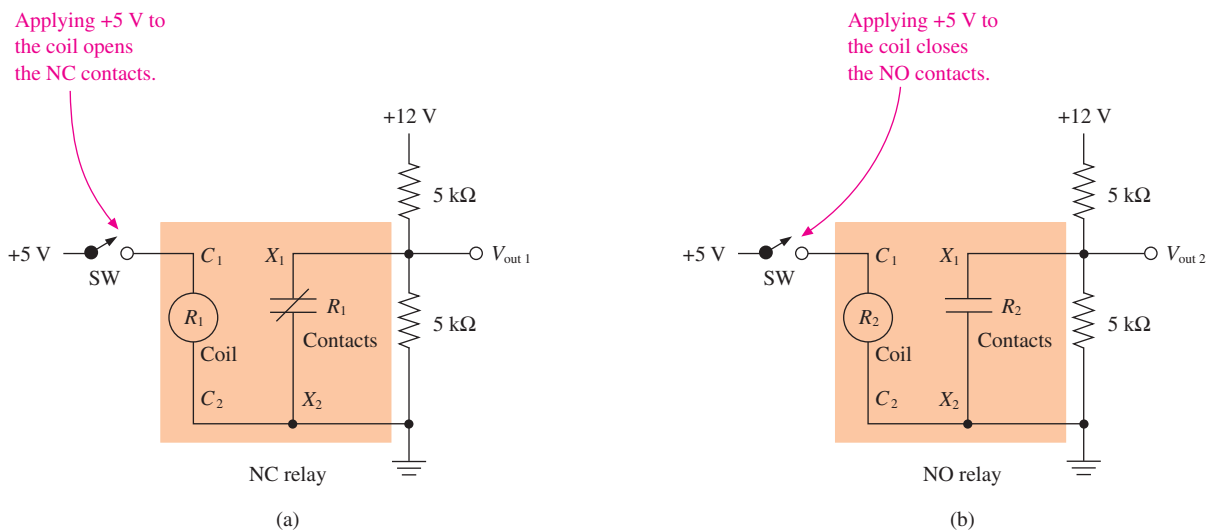 Applying +5 V to
the coil opens
the NC contacts.
+12 V
5 kΩ
+5 V
SW
C1
X1
Vout 1
R1
R1
5 kΩ
Coil
Contacts
C2
X2
NC relay
(a)
Applying +5 V to
the coil closes
the NO contacts.
+12 V
5 kΩ
+5 V
SW
C1
X1
Vout 2
R2
R2
5 kΩ
Coil
Contacts
C2
X2
NO relay
(b)